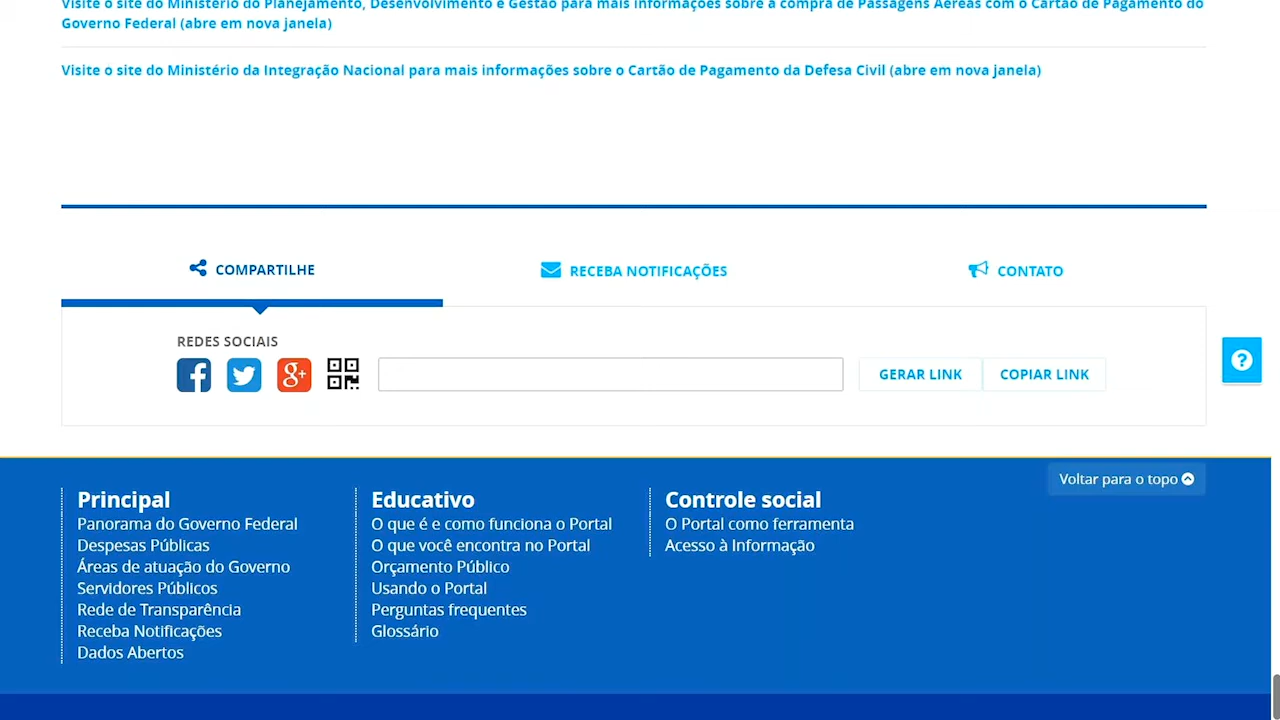 Visite o site do Ministério do Planejamento, Desenvolvimento e Gestão para mais informações sobre a compra de Passagens Aéreas com o Cartão de Pagamento do
Governo Federal (abre em nova janela)
Visite o site do Ministério da Integração Nacional para mais informações sobre o Cartão de Pagamento da Defesa Civil (abre em nova janela)
COMPARTILHE
RECEBA NOTIFICAÇÕES
CONTATO
REDES SOCIAIS
GERAR LINK
COPIAR LINK
Voltar para o topo
Principal
Panorama do Governo Federal
Despesas Públicas
Áreas de atuação do Governo
Servidores Públicos
Rede de Transparência
Receba Notificações
Dados Abertos
Educativo
O que é e como funciona o Portal
O que você encontra no Portal
Orçamento Público
Usando o Portal
Perguntas frequentes
Glossário
Controle social
O Portal como ferramenta
Acesso à Informação